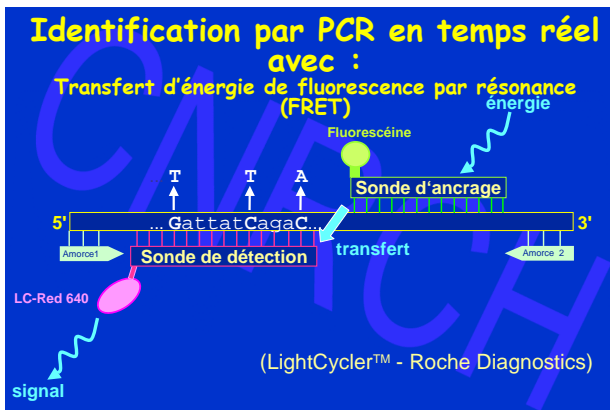 Identification par PCR en temps réel
avec :
Transfert d'énergie de fluorescence par résonance
(FRET)
énergie
Fluorescéine
T T A
Sonde d'ancrage
5' ... GattatCagaC... 3'
transfert
Amorce1 Sonde de détection Amorce 2
LC-Red 640
(LightCycler™ - Roche Diagnostics)
signal
CNRCH